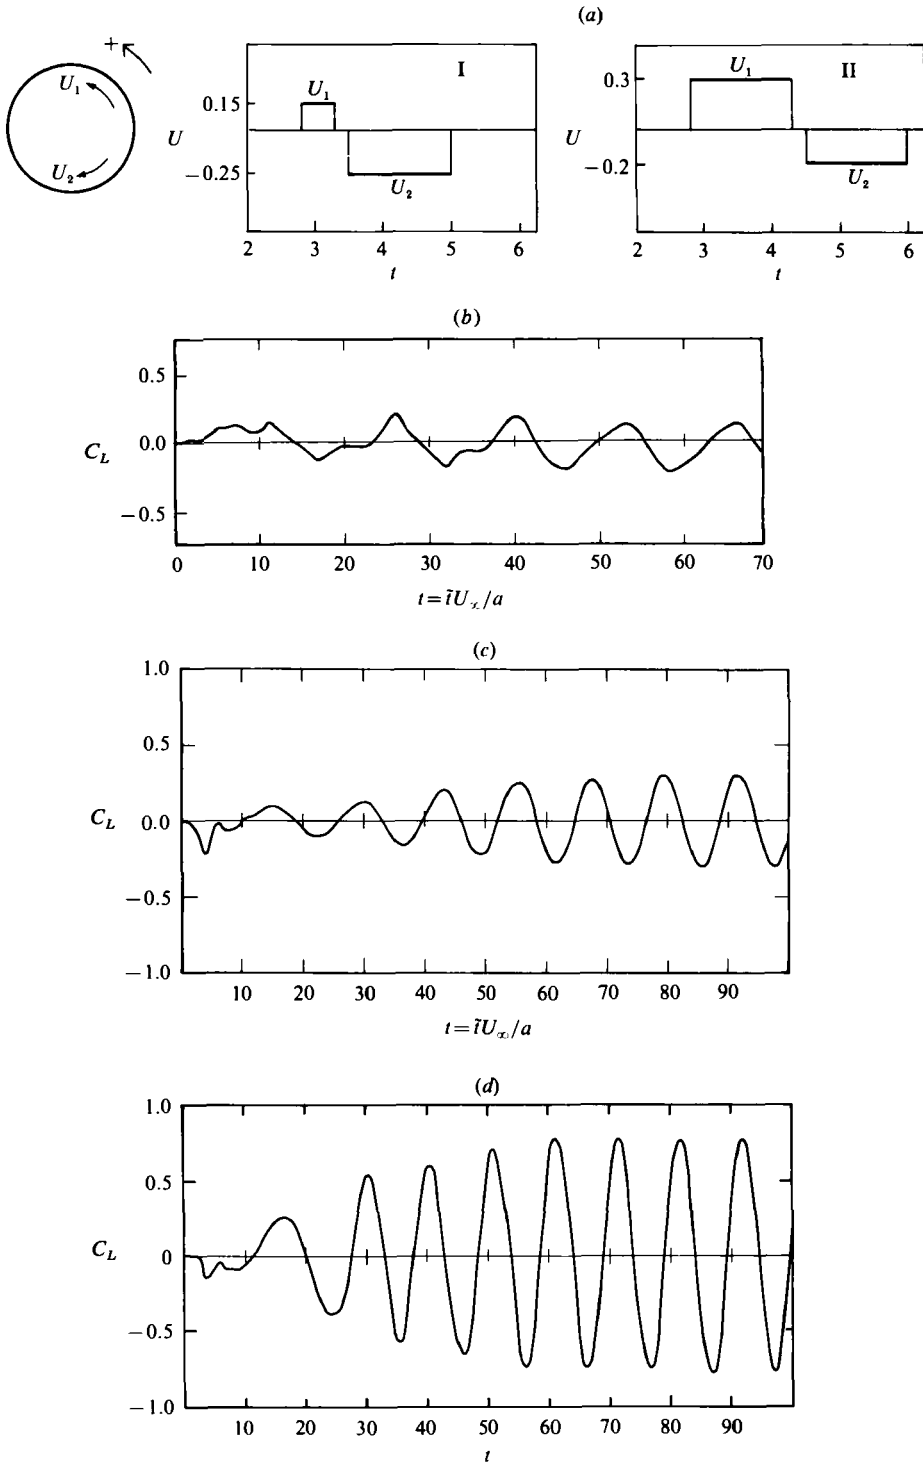 (a)
+
U₁
U₂
I
U₁
0.15
U
−0.25
U₂
2 3 4 5 6
t
II
U₁
0.3
U
−0.2
U₂
2 3 4 5 6
t
(b)
0.5
0.0
C_L
−0.5
0 10 20 30 40 50 60 70
t = t̃U∞/a
(c)
1.0
0.5
C_L 0.0
−0.5
−1.0
10 20 30 40 50 60 70 80 90
t = t̃U∞/a
(d)
1.0
0.5
C_L 0
−0.5
−1.0
10 20 30 40 50 60 70 80 90
t